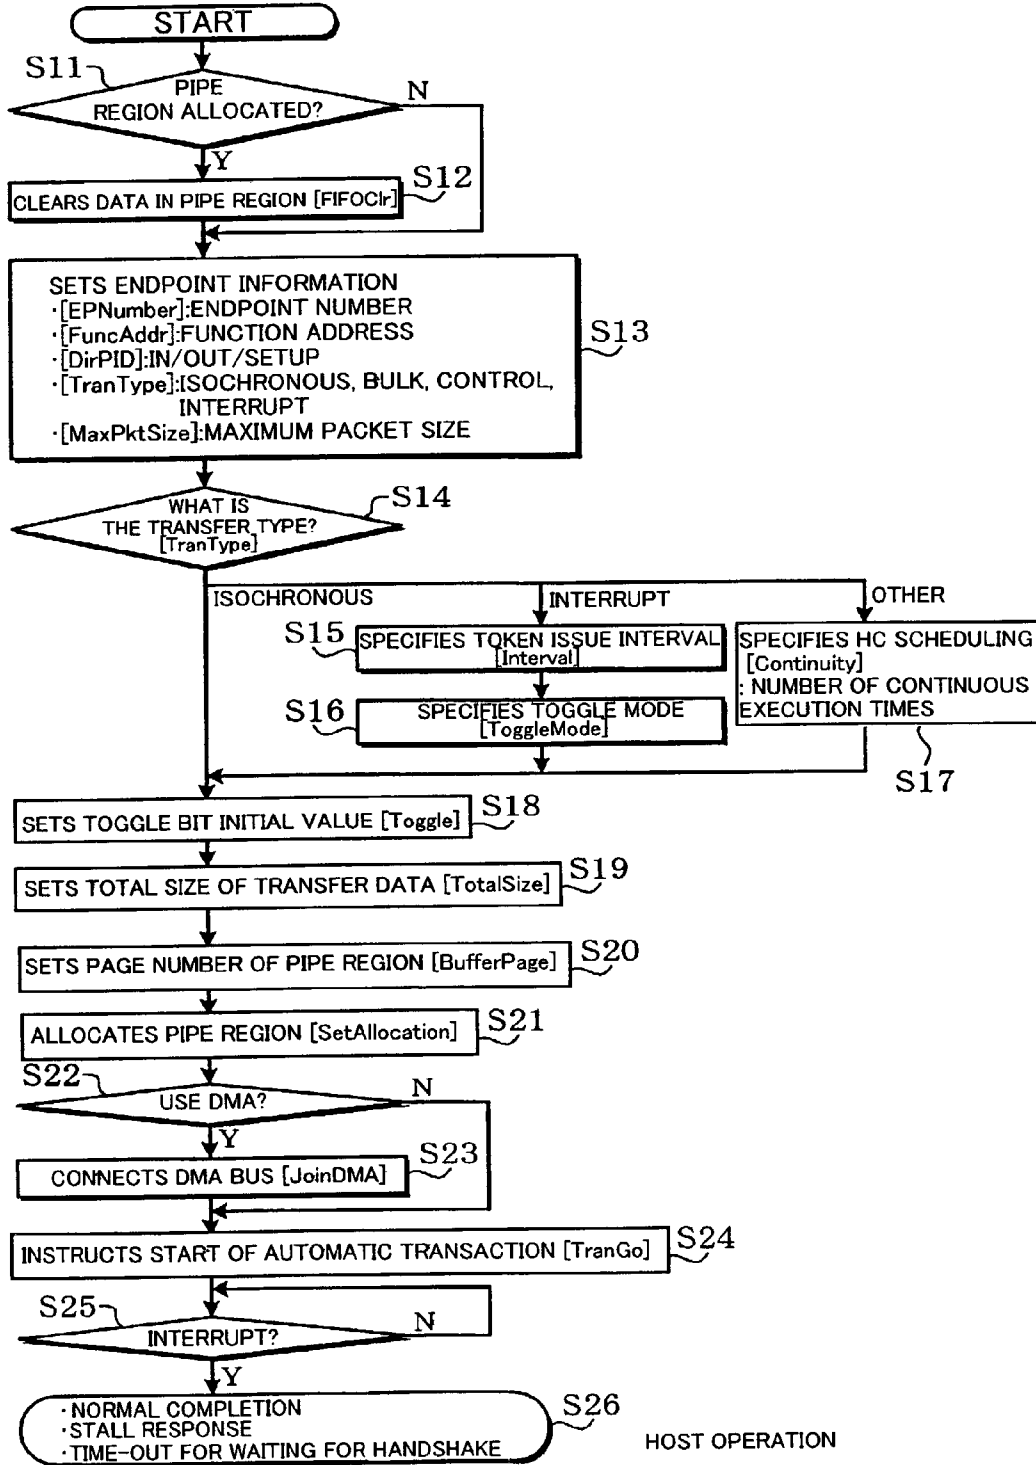 START
S11
PIPE
REGION ALLOCATED?
N
Y
S12
CLEARS DATA IN PIPE REGION [FIFOClr]
SETS ENDPOINT INFORMATION
·[EPNumber]:ENDPOINT NUMBER
·[FuncAddr]:FUNCTION ADDRESS
·[DirPID]:IN/OUT/SETUP
·[TranType]:ISOCHRONOUS, BULK, CONTROL,
INTERRUPT
·[MaxPktSize]:MAXIMUM PACKET SIZE
S13
WHAT IS
THE TRANSFER TYPE?
[TranType]
S14
ISOCHRONOUS
INTERRUPT
OTHER
S15
SPECIFIES TOKEN ISSUE INTERVAL
[Interval]
S16
SPECIFIES TOGGLE MODE
[ToggleMode]
SPECIFIES HC SCHEDULING
[Continuity]
: NUMBER OF CONTINUOUS
EXECUTION TIMES
S17
SETS TOGGLE BIT INITIAL VALUE [Toggle]
S18
SETS TOTAL SIZE OF TRANSFER DATA [TotalSize]
S19
SETS PAGE NUMBER OF PIPE REGION [BufferPage]
S20
ALLOCATES PIPE REGION [SetAllocation]
S21
S22
USE DMA?
N
Y
CONNECTS DMA BUS [JoinDMA]
S23
INSTRUCTS START OF AUTOMATIC TRANSACTION [TranGo]
S24
S25
INTERRUPT?
N
Y
·NORMAL COMPLETION
·STALL RESPONSE
·TIME-OUT FOR WAITING FOR HANDSHAKE
S26
HOST OPERATION